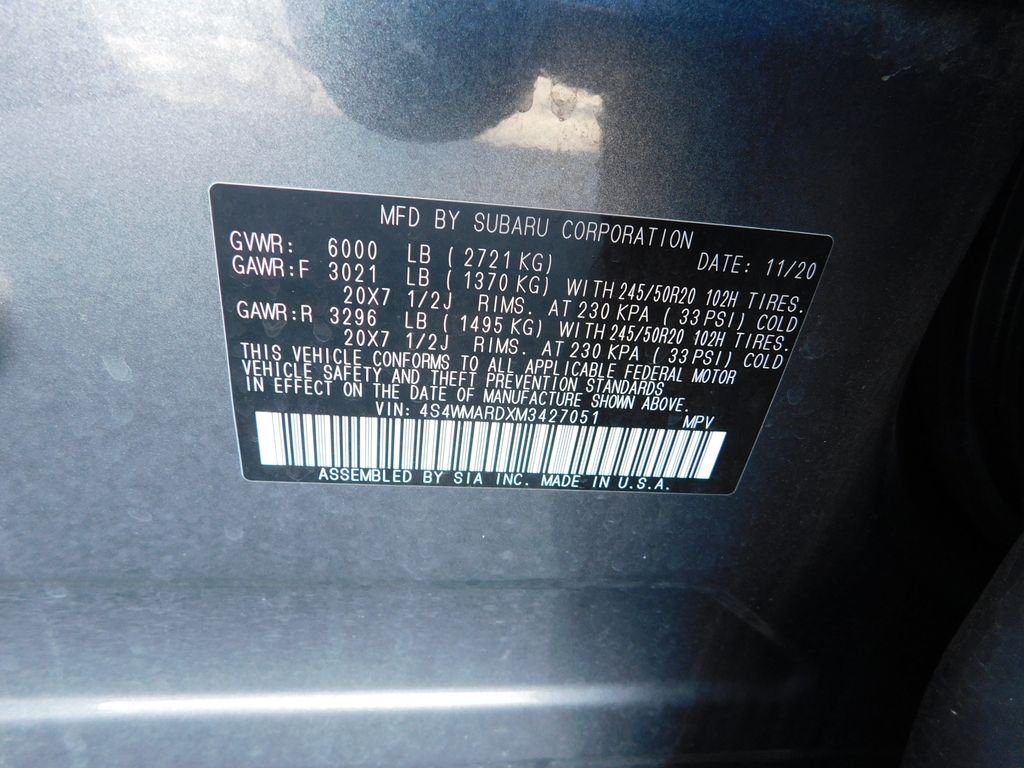 MFD BY SUBARU CORPORATION
GVWR: 6000 LB ( 2721 KG) DATE: 11/20
GAWR:F 3021 LB ( 1370 KG) WITH 245/50R20 102H TIRES.
20X7 1/2J RIMS. AT 230 KPA ( 33 PSI) COLD
GAWR:R 3296 LB ( 1495 KG) WITH 245/50R20 102H TIRES.
20X7 1/2J RIMS. AT 230 KPA ( 33 PSI) COLD
THIS VEHICLE CONFORMS TO ALL APPLICABLE FEDERAL MOTOR
VEHICLE SAFETY AND THEFT PREVENTION STANDARDS
IN EFFECT ON THE DATE OF MANUFACTURE SHOWN ABOVE.
VIN: 4S4WMARDXM3427051 MPV
ASSEMBLED BY SIA INC. MADE IN U.S.A.